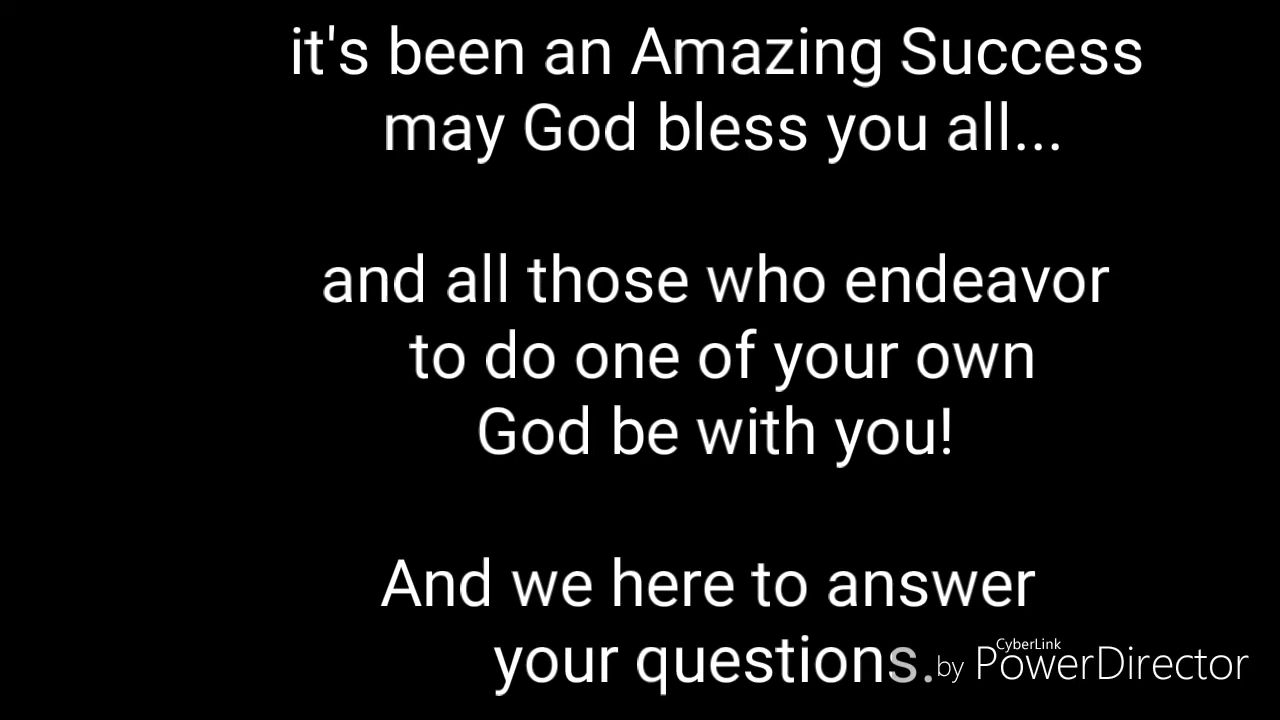 it's been an Amazing Success
may God bless you all...
and all those who endeavor
to do one of your own
God be with you!
And we here to answer
your questions.
by CyberLink PowerDirector